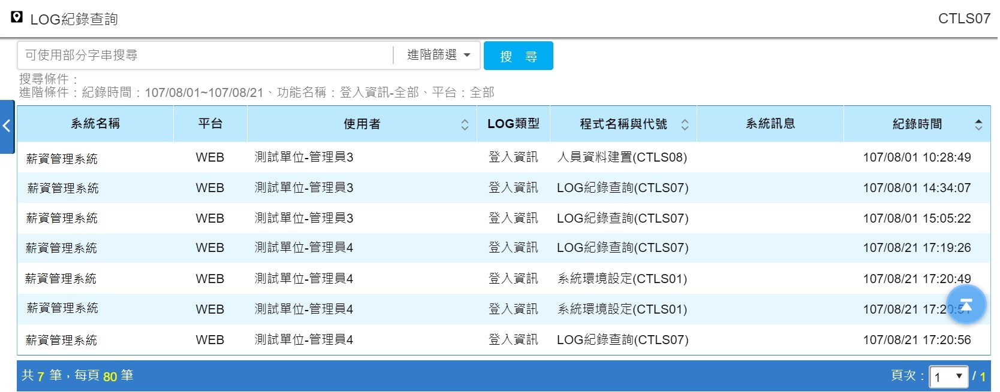 LOG紀錄查詢 CTLS07
可使用部分字串搜尋 進階篩選 搜 尋
搜尋條件：
進階條件：紀錄時間：107/08/01~107/08/21、功能名稱：登入資訊-全部、平台：全部
系統名稱 平台 使用者 LOG類型 程式名稱與代號 系統訊息 紀錄時間
薪資管理系統 WEB 測試單位-管理員3 登入資訊 人員資料建置(CTLS08) 107/08/01 10:28:49
薪資管理系統 WEB 測試單位-管理員3 登入資訊 LOG紀錄查詢(CTLS07) 107/08/01 14:34:07
薪資管理系統 WEB 測試單位-管理員3 登入資訊 LOG紀錄查詢(CTLS07) 107/08/01 15:05:22
薪資管理系統 WEB 測試單位-管理員4 登入資訊 LOG紀錄查詢(CTLS07) 107/08/21 17:19:26
薪資管理系統 WEB 測試單位-管理員4 登入資訊 系統環境設定(CTLS01) 107/08/21 17:20:49
薪資管理系統 WEB 測試單位-管理員4 登入資訊 系統環境設定(CTLS01) 107/08/21 17:20:51
薪資管理系統 WEB 測試單位-管理員4 登入資訊 LOG紀錄查詢(CTLS07) 107/08/21 17:20:56
共 7 筆，每頁 80 筆 頁次：1 / 1